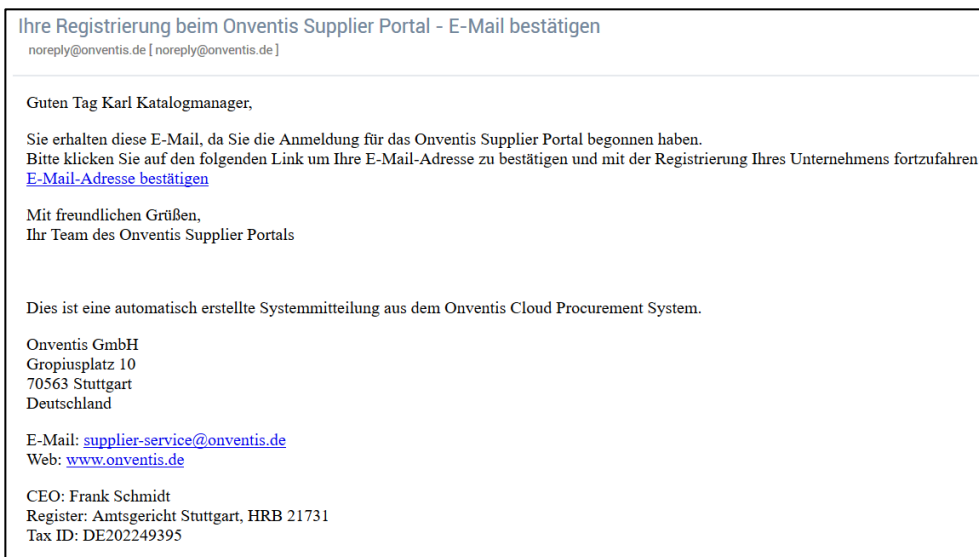 Ihre Registrierung beim Onventis Supplier Portal - E-Mail bestätigen
noreply@onventis.de [ noreply@onventis.de ]
Guten Tag Karl Katalogmanager,
Sie erhalten diese E-Mail, da Sie die Anmeldung für das Onventis Supplier Portal begonnen haben.
Bitte klicken Sie auf den folgenden Link um Ihre E-Mail-Adresse zu bestätigen und mit der Registrierung Ihres Unternehmens fortzufahren
E-Mail-Adresse bestätigen
Mit freundlichen Grüßen,
Ihr Team des Onventis Supplier Portals
Dies ist eine automatisch erstellte Systemmitteilung aus dem Onventis Cloud Procurement System.
Onventis GmbH
Gropiusplatz 10
70563 Stuttgart
Deutschland
E-Mail: supplier-service@onventis.de
Web: www.onventis.de
CEO: Frank Schmidt
Register: Amtsgericht Stuttgart, HRB 21731
Tax ID: DE202249395